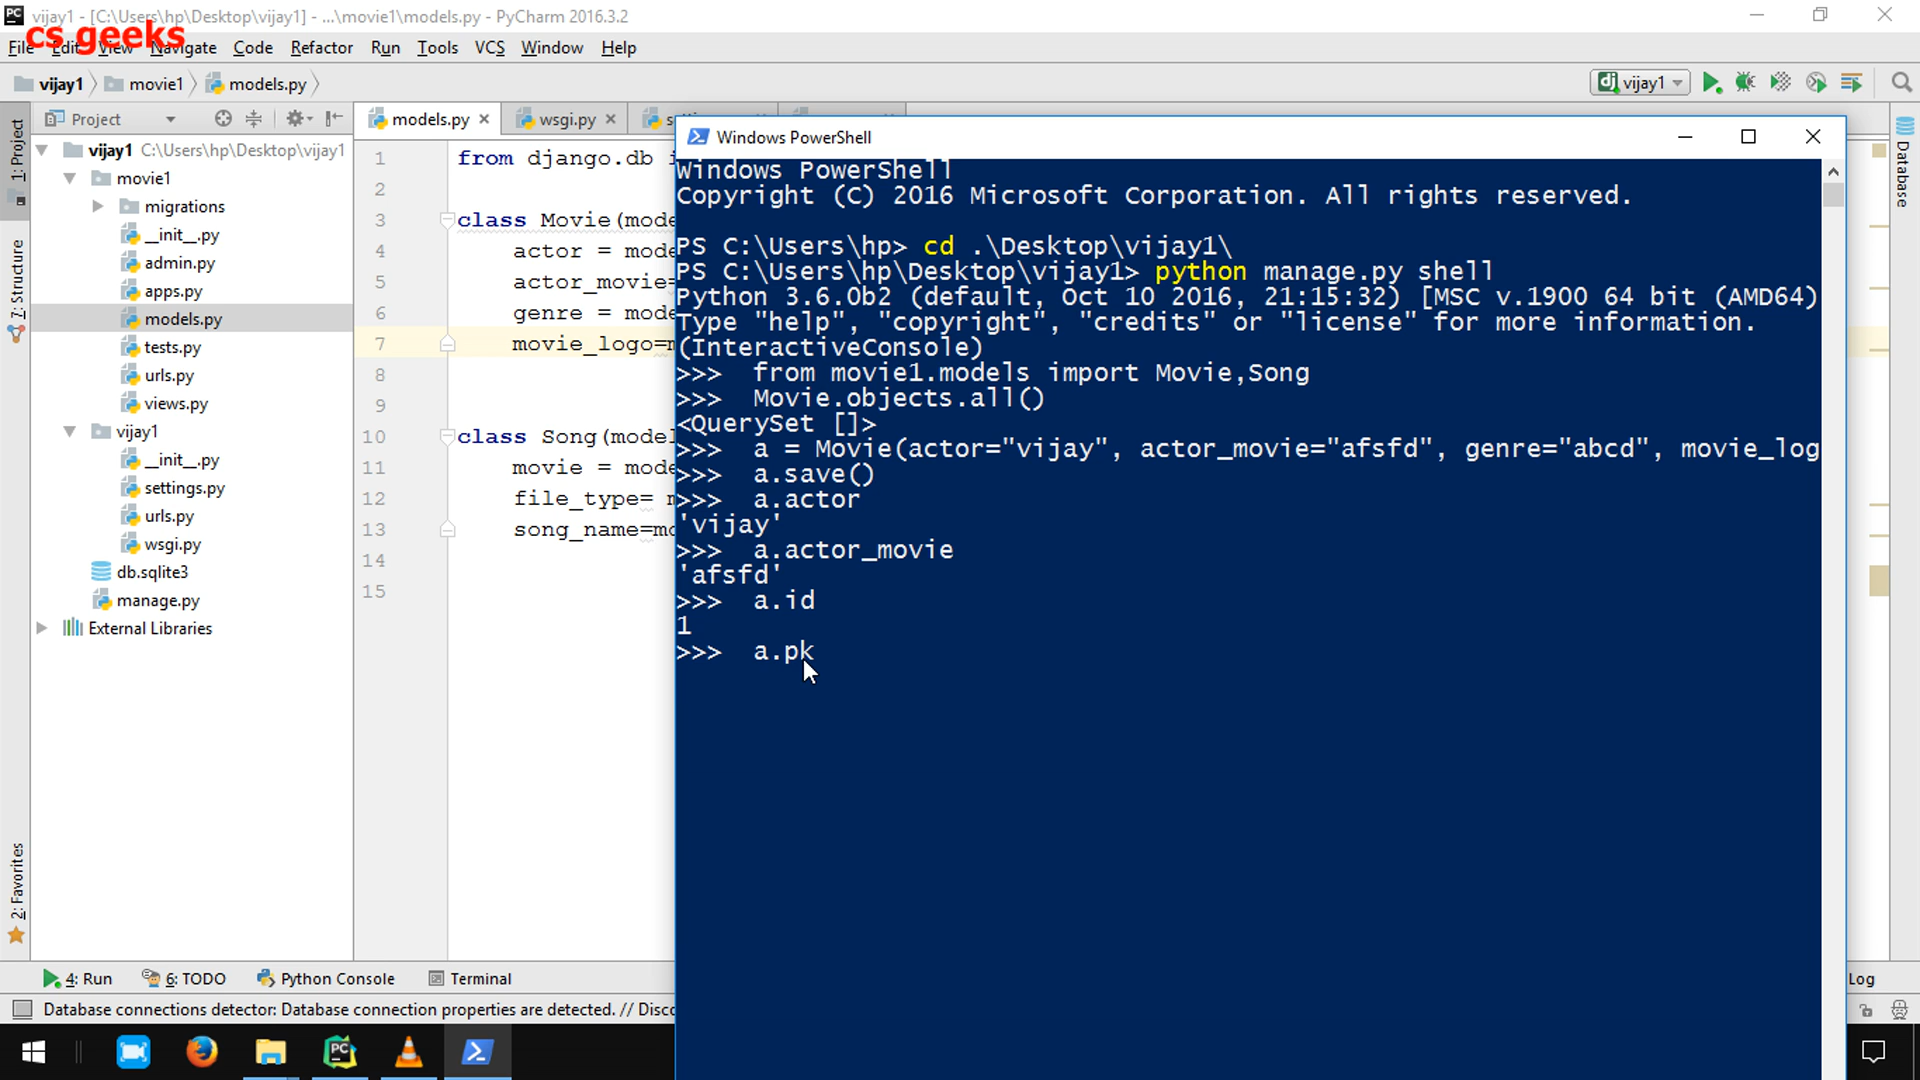 vijay1 - [C:\Users\hp\Desktop\vijay1] - ...\movie1\models.py - PyCharm 2016.3.2
cs geeks
File Edit View Navigate Code Refactor Run Tools VCS Window Help
vijay1 movie1 models.py
vijay1
Project
models.py wsgi.py
1: Project
7: Structure
2: Favorites
Database
vijay1 C:\Users\hp\Desktop\vijay1
movie1
migrations
__init__.py
admin.py
apps.py
models.py
tests.py
urls.py
views.py
vijay1
__init__.py
settings.py
urls.py
wsgi.py
db.sqlite3
manage.py
External Libraries
1 from django.db
2
3 class Movie(mode
4 actor = mode
5 actor_movie=
6 genre = mode
7 movie_logo=m
8
9
10 class Song(model
11 movie = mode
12 file_type= m
13 song_name=mo
14
15
Windows PowerShell
Windows PowerShell
Copyright (C) 2016 Microsoft Corporation. All rights reserved.
PS C:\Users\hp> cd .\Desktop\vijay1\
PS C:\Users\hp\Desktop\vijay1> python manage.py shell
Python 3.6.0b2 (default, Oct 10 2016, 21:15:32) [MSC v.1900 64 bit (AMD64)
Type "help", "copyright", "credits" or "license" for more information.
(InteractiveConsole)
>>> from movie1.models import Movie,Song
>>> Movie.objects.all()
<QuerySet []>
>>> a = Movie(actor="vijay", actor_movie="afsfd", genre="abcd", movie_log
>>> a.save()
>>> a.actor
'vijay'
>>> a.actor_movie
'afsfd'
>>> a.id
1
>>> a.pk
4: Run 6: TODO Python Console Terminal
Log
Database connections detector: Database connection properties are detected. // Disco